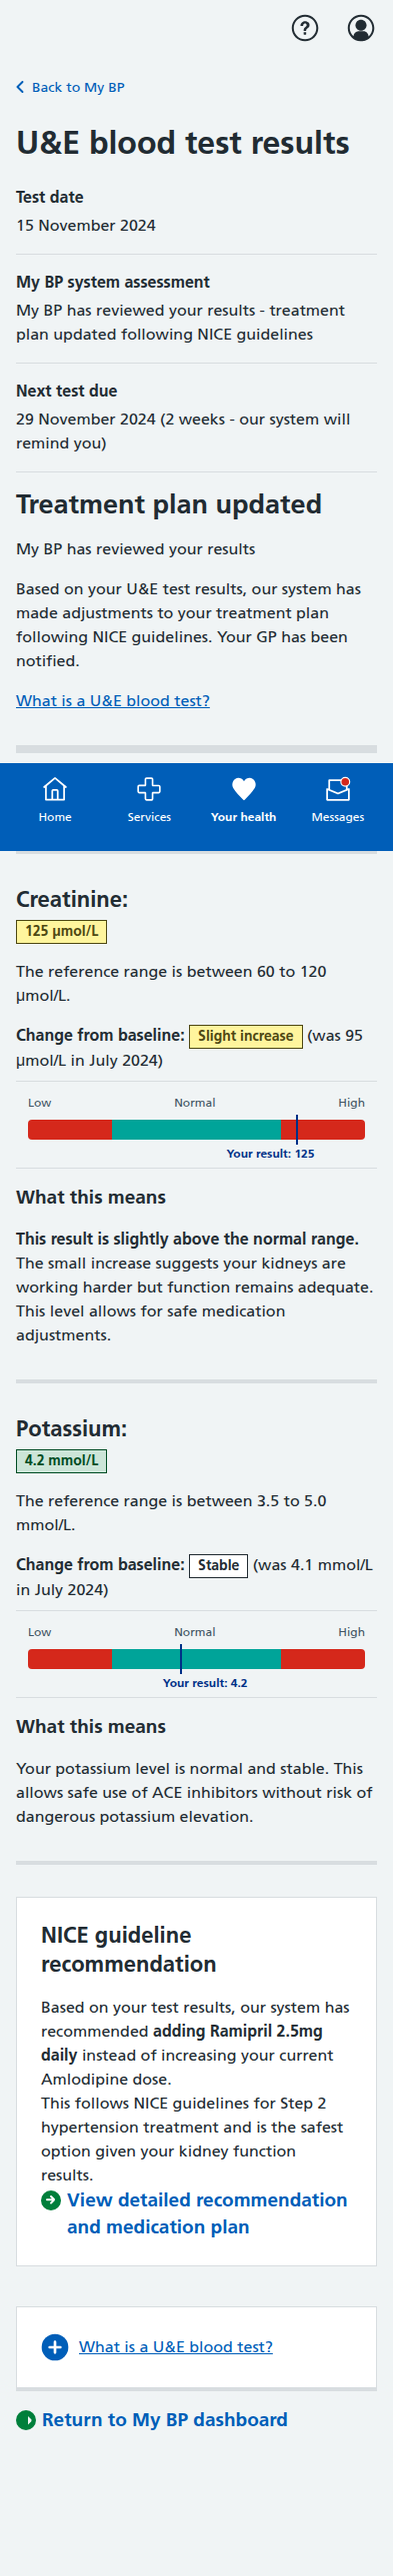 Back to My BP
U&E blood test results
Test date
15 November 2024
My BP system assessment
My BP has reviewed your results - treatment
plan updated following NICE guidelines
Next test due
29 November 2024 (2 weeks - our system will
remind you)
Treatment plan updated
My BP has reviewed your results
Based on your U&E test results, our system has
made adjustments to your treatment plan
following NICE guidelines. Your GP has been
notified.
What is a U&E blood test?
Home Services Your health Messages
Creatinine:
125 µmol/L
The reference range is between 60 to 120
µmol/L.
Change from baseline: Slight increase (was 95
µmol/L in July 2024)
Low Normal High
Your result: 125
What this means
This result is slightly above the normal range.
The small increase suggests your kidneys are
working harder but function remains adequate.
This level allows for safe medication
adjustments.
Potassium:
4.2 mmol/L
The reference range is between 3.5 to 5.0
mmol/L.
Change from baseline: Stable (was 4.1 mmol/L
in July 2024)
Low Normal High
Your result: 4.2
What this means
Your potassium level is normal and stable. This
allows safe use of ACE inhibitors without risk of
dangerous potassium elevation.
NICE guideline
recommendation
Based on your test results, our system has
recommended adding Ramipril 2.5mg
daily instead of increasing your current
Amlodipine dose.
This follows NICE guidelines for Step 2
hypertension treatment and is the safest
option given your kidney function
results.
View detailed recommendation
and medication plan
What is a U&E blood test?
Return to My BP dashboard